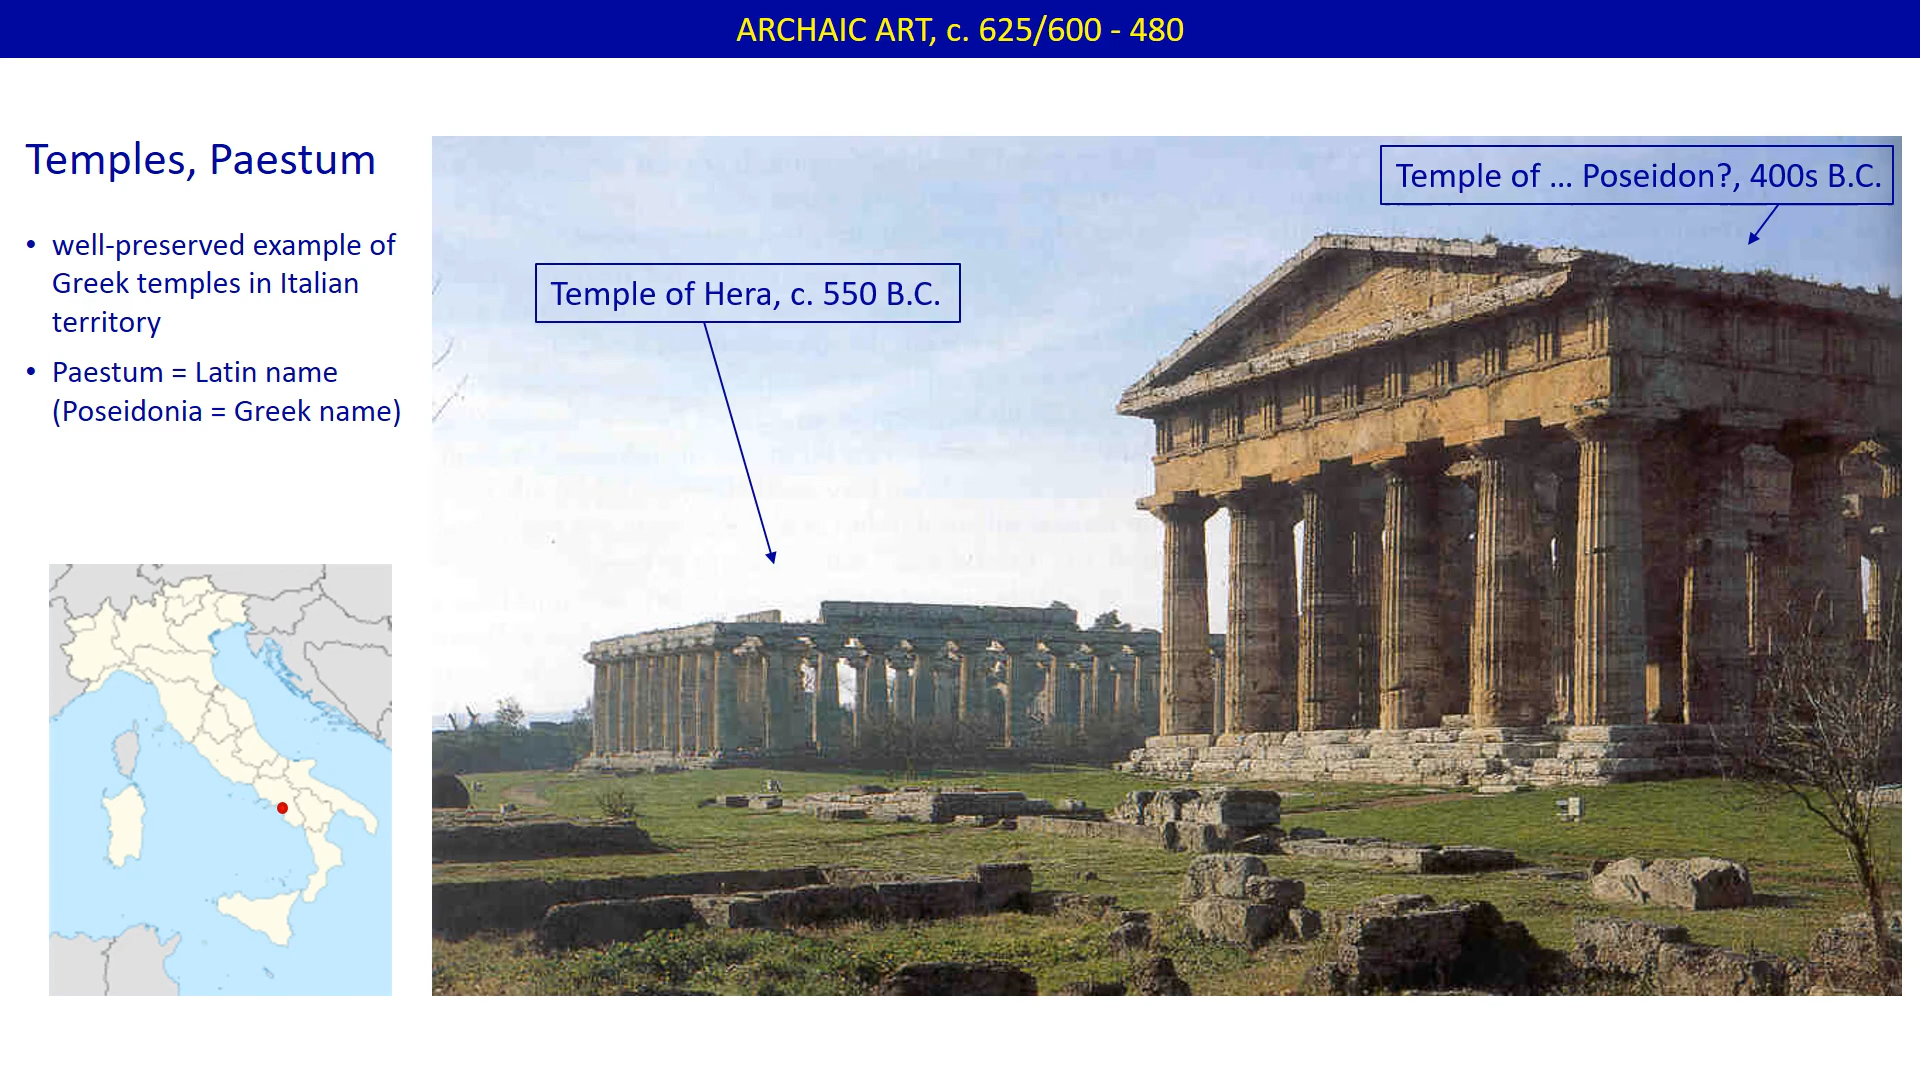 ARCHAIC ART, c. 625/600 - 480
Temples, Paestum
• well-preserved example of
Greek temples in Italian
territory
• Paestum = Latin name
(Poseidonia = Greek name)
Temple of Hera, c. 550 B.C.
Temple of ... Poseidon?, 400s B.C.